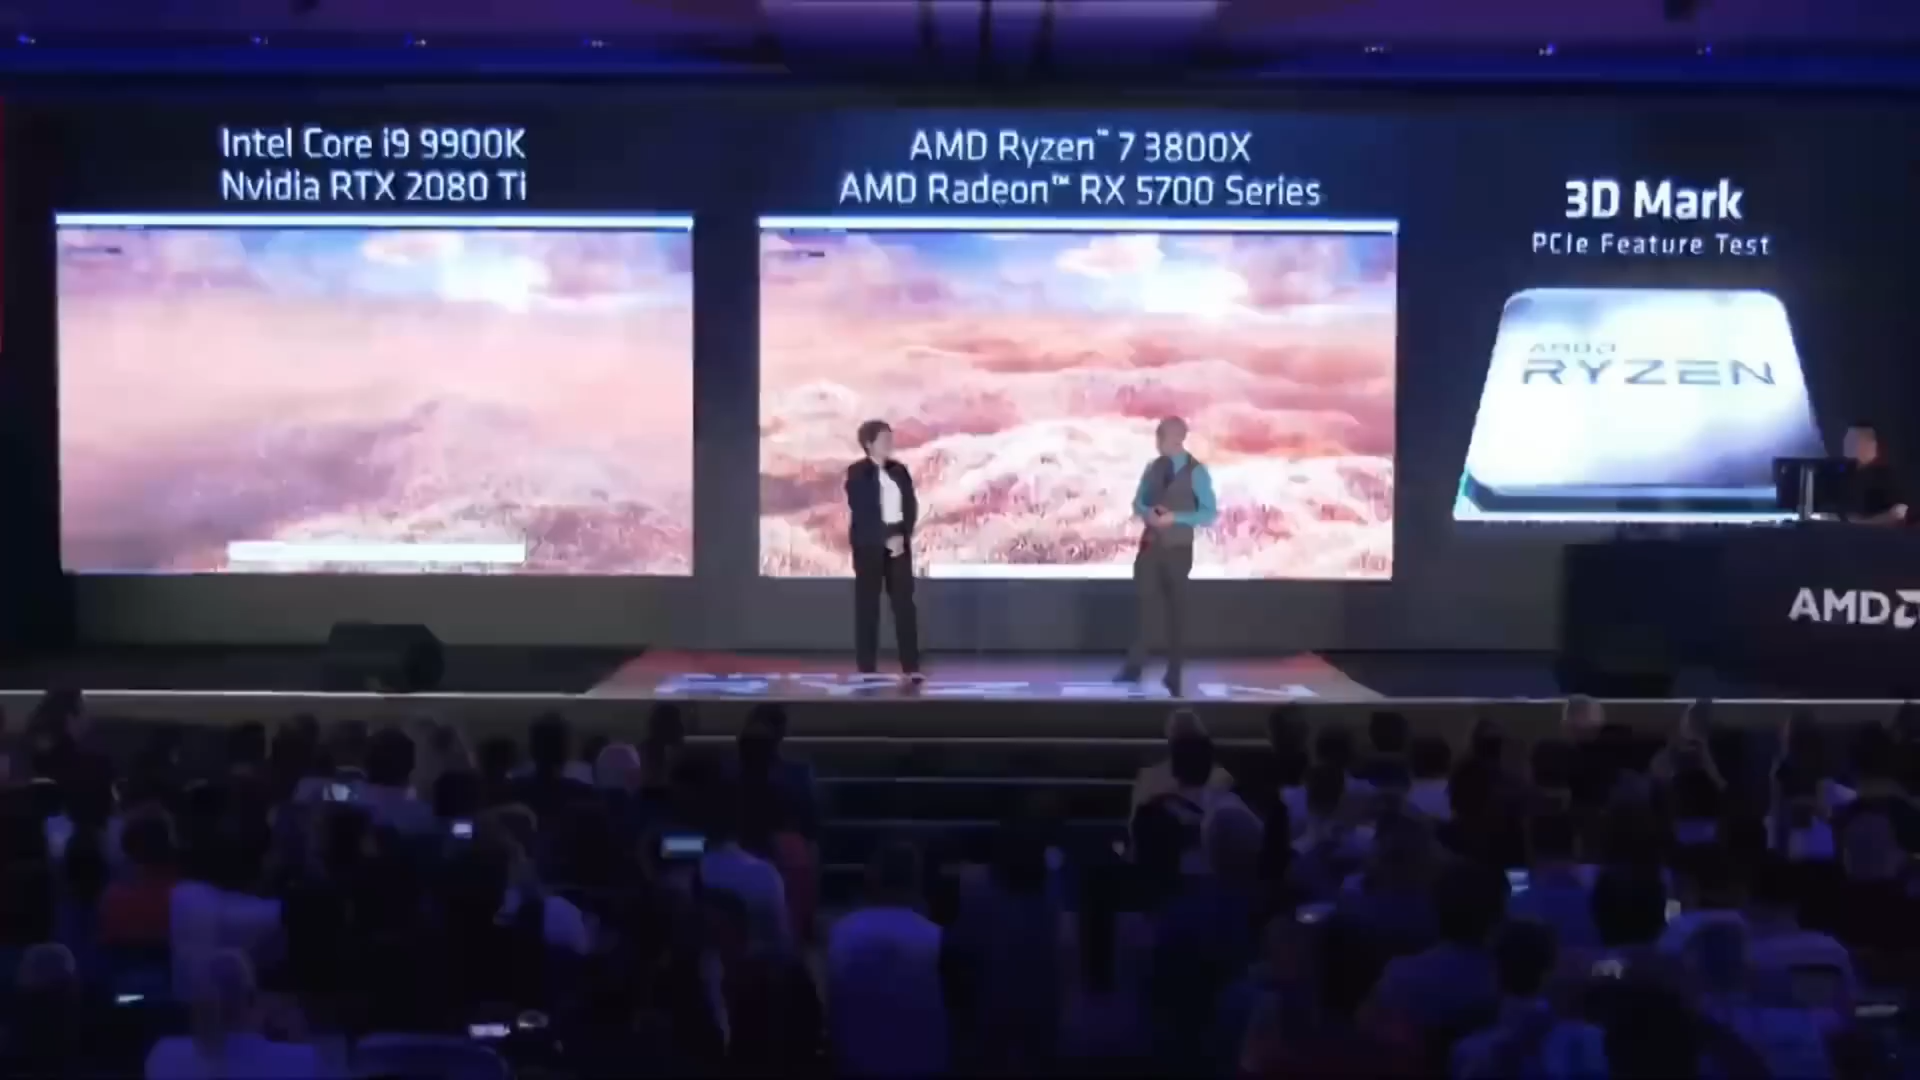 Intel Core i9 9900K
Nvidia RTX 2080 Ti
AMD Ryzen™ 7 3800X
AMD Radeon™ RX 5700 Series
3D Mark
PCIe Feature Test
AMD
RYZEN
AMD
RYZEN